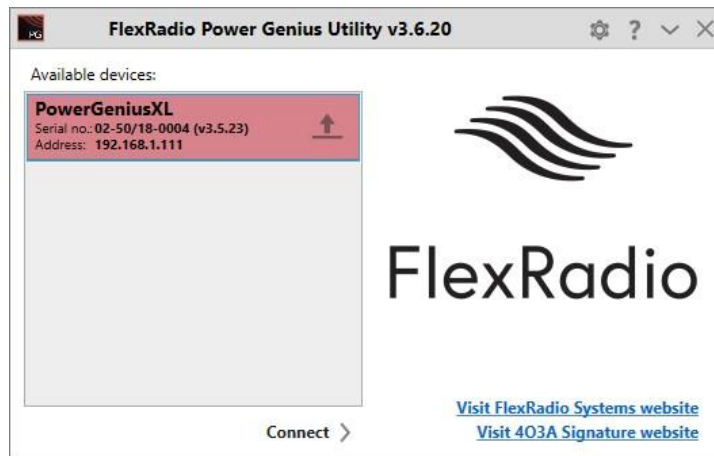 PG
FlexRadio Power Genius Utility v3.6.20
Available devices:
PowerGeniusXL
Serial no.: 02-50/18-0004 (v3.5.23)
Address: 192.168.1.111
FlexRadio
Visit FlexRadio Systems website
Connect
Visit 4O3A Signature website